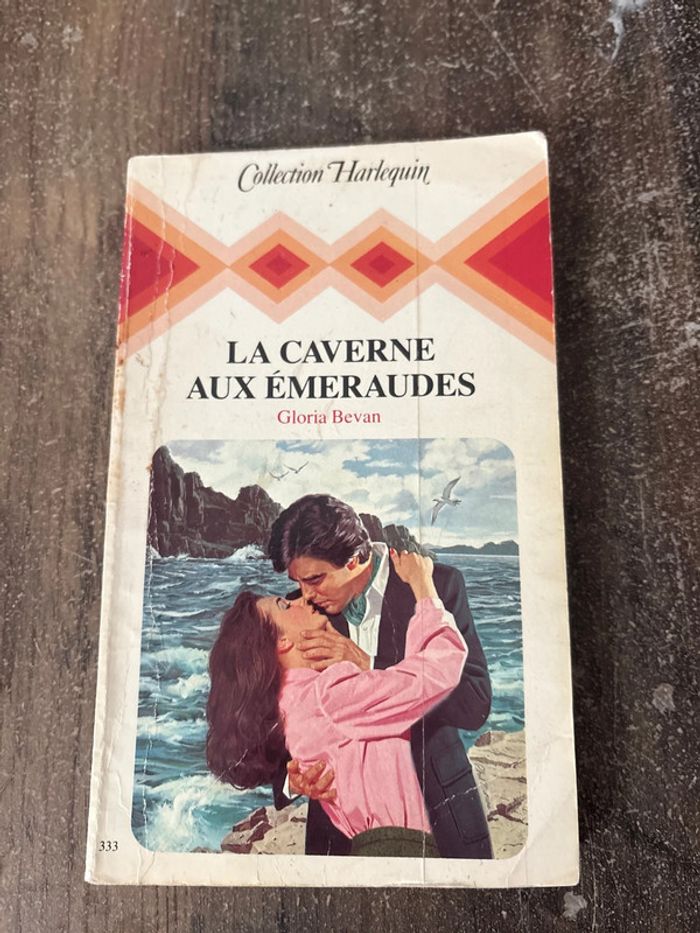 Collection Harlequin
LA CAVERNE
AUX ÉMERAUDES
Gloria Bevan
333